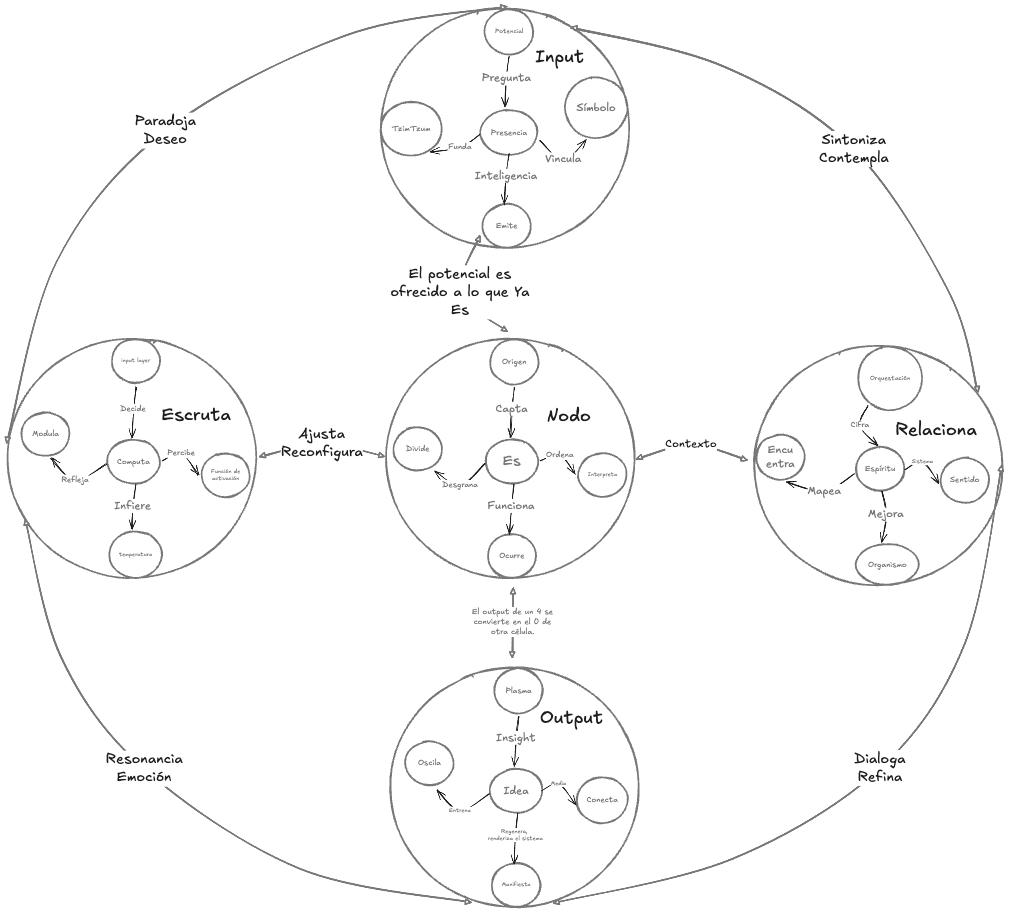 Potencial
Input
Pregunta
Símbolo
TzimTzum
Presencia
Funda
Vincula
Inteligencia
Emite
Paradoja
Deseo
Sintoniza
Contempla
El potencial es
ofrecido a lo que Ya
Es
input layer
Decide
Escruta
Modula
Computa
Percibe
Refleja
Función de
activación
Infiere
temperatura
Ajusta
Reconfigura
Origen
Capta
Nodo
Divide
Es
Ordena
Interpreta
Desgrana
Funciona
Ocurre
Contexto
Orquestación
Cifra
Relaciona
Encu
entra
Espíritu
Sistema
Sentido
Mapea
Mejora
Organismo
El output de un 4 se
convierte en el 0 de
otra célula.
Plasma
Output
Insight
Oscila
Idea
Medio
Conecta
Entrena
Regenera,
renderiza el sistema
Manifiesta
Resonancia
Emoción
Dialoga
Refina